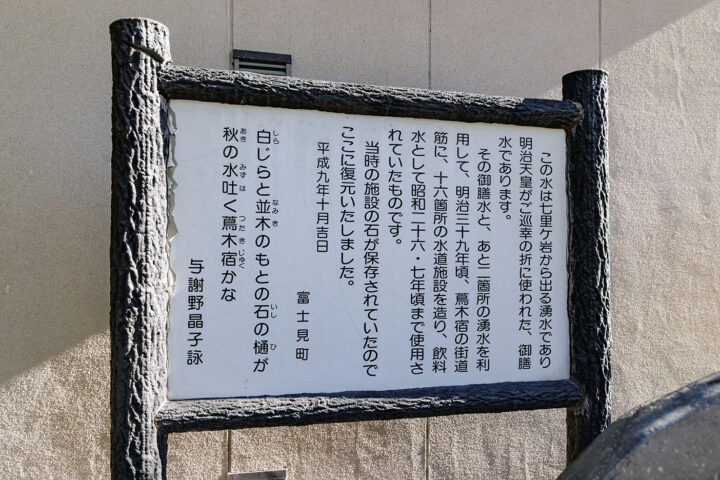 この水は七里ケ岩から出る湧水であり
明治天皇がご巡幸の折に使われた、御膳
水であります。
その御膳水と、あと二箇所の湧水を利
用して、明治三十九年頃、蔦木宿の街道
筋に、十六箇所の水道施設を造り、飲料
水として昭和二十六・七年頃まで使用さ
れていたものです。
当時の施設の石が保存されていたので
ここに復元いたしました。
平成九年十月吉日
富士見町
白じらと並木のもとの石の樋が
秋の水吐く蔦木宿かな
与謝野晶子詠